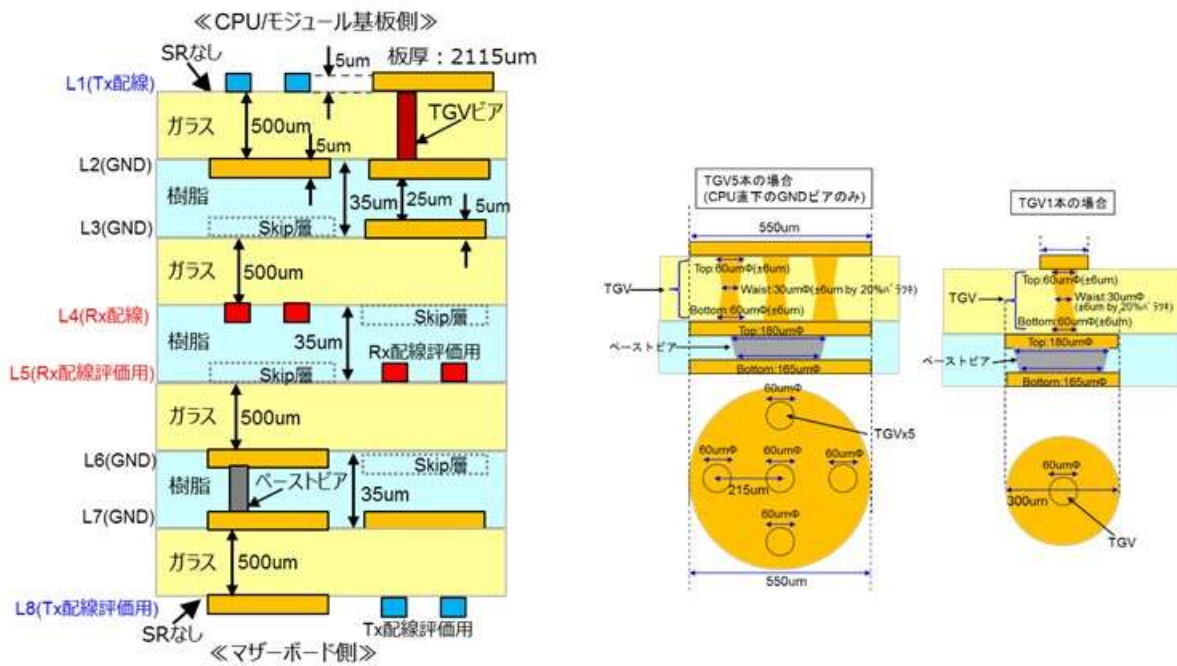 ≪CPU/モジュール基板側≫
SRなし
5um
板厚：2115um
L1(Tx配線)
ガラス
500um
TGVビア
5um
L2(GND)
樹脂
35um
25um
5um
L3(GND)
Skip層
ガラス
500um
L4(Rx配線)
Skip層
樹脂
35um
Rx配線評価用
L5(Rx配線評価用)
Skip層
ガラス
500um
L6(GND)
Skip層
樹脂
ペーストビア
35um
L7(GND)
ガラス
500um
L8(Tx配線評価用)
SRなし
Tx配線評価用
≪マザーボード側≫
TGV5本の場合
(CPU直下のGNDビアのみ)
550um
Top:60umΦ(±6um)
TGV
Waist:30umΦ(±6um by 20%ﾊﾞﾗﾂｷ)
Bottom:60umΦ(±6um)
Top:180umΦ
ペーストビア
Bottom:165umΦ
60umΦ
TGVx5
60umΦ
60umΦ
60umΦ
215um
60umΦ
550um
TGV1本の場合
Top:60umΦ(±6um)
TGV
Waist:30umΦ
(±6um by 20%ﾊﾞﾗﾂｷ)
Bottom:60umΦ(±6um)
Top:180umΦ
ペーストビア
Bottom:165umΦ
60umΦ
300um
TGV